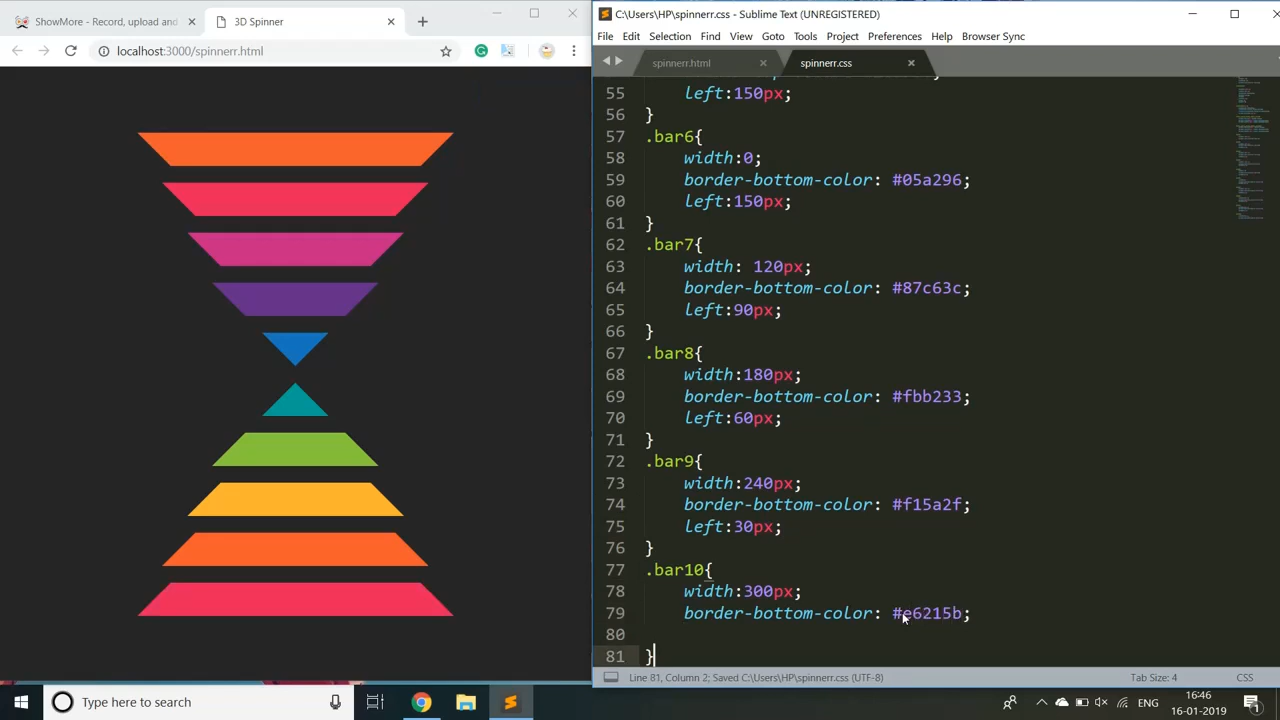 ShowMore - Record, upload and
3D Spinner
localhost:3000/spinnerr.html
C:\Users\HP\spinnerr.css - Sublime Text (UNREGISTERED)
File Edit Selection Find View Goto Tools Project Preferences Help Browser Sync
spinnerr.html
spinnerr.css
55 left:150px;
56 }
57 .bar6{
58 width:0;
59 border-bottom-color: #05a296;
60 left:150px;
61 }
62 .bar7{
63 width: 120px;
64 border-bottom-color: #87c63c;
65 left:90px;
66 }
67 .bar8{
68 width:180px;
69 border-bottom-color: #fbb233;
70 left:60px;
71 }
72 .bar9{
73 width:240px;
74 border-bottom-color: #f15a2f;
75 left:30px;
76 }
77 .bar10{
78 width:300px;
79 border-bottom-color: #e6215b;
80
81 }
Line 81, Column 2; Saved C:\Users\HP\spinnerr.css (UTF-8)
Tab Size: 4
CSS
Type here to search
ENG
16:46
16-01-2019
1